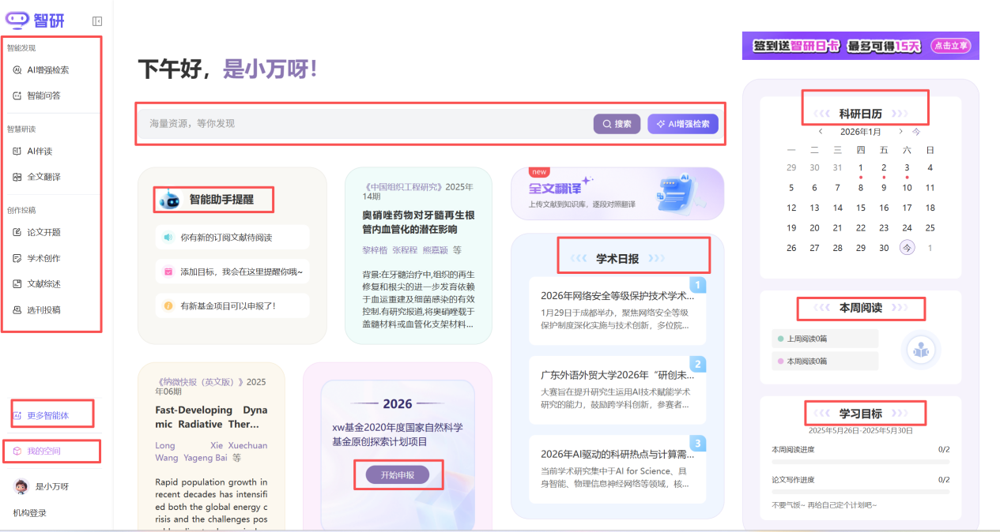 智研
智能发现
AI增强检索
智能问答
智慧研读
AI伴读
全文翻译
创作投稿
论文开题
学术创作
文献综述
选刊投稿
更多智能体
我的空间
是小万呀
机构登录
下午好，是小万呀！
海量资源，等你发现
搜索
AI增强检索
智能助手提醒
你有新的订阅文献待阅读
添加目标，我会在这里提醒你哦~
有新基金项目可以申报了！
《中国组织工程研究》2025年
14期
奥硝唑药物对牙髓再生根
管内血管化的潜在影响
黎梓楷 张程程 熊嘉颖 等
背景:在牙髓治疗中,组织的再生
修复和根尖的进一步发育依赖
于血运重建及细菌感染的有效
控制.有研究报道,将奥硝唑载于
盖髓材料或血管化支架材料...
《纳微快报（英文版）》2025
年06期
Fast-Developing Dyna
mic Radiative Ther...
Long Xie Xuechuan
Wang Yageng Bai 等
Rapid population growth in
recent decades has intensifi
ed both the global energy c
risis and the challenges pos
2026
xw基金2020年度国家自然科学
基金原创探索计划项目
开始申报
new
全文翻译
上传文献到知识库，逐段对照翻译
AI
学术日报
1
2026年网络安全等级保护技术学术...
1月29日于成都举办，聚焦网络安全等级
保护制度深化实施与技术创新，多位院...
2
广东外语外贸大学2026年“研创未...
大赛旨在提升研究生运用AI技术赋能学术
研究的能力，鼓励跨学科创新，参赛者...
3
2026年AI驱动的科研热点与计算需...
当前学术研究集中于AI for Science、具
身智能、物理信息神经网络等领域，核...
签到送智研日卡 最多可得15天 点击立享
科研日历
2026年1月 今
一 二 三 四 五 六 日
29 30 31 1 2 3 4
5 6 7 8 9 10 11
12 13 14 15 16 17 18
19 20 21 22 23 24 25
26 27 28 29 30 今 1
本周阅读
上周阅读0篇
本周阅读0篇
学习目标
2025年5月26日-2025年5月30日
本周阅读进度 0/2
论文写作进度 0/2
不要气馁~ 再给自己定个计划吧~